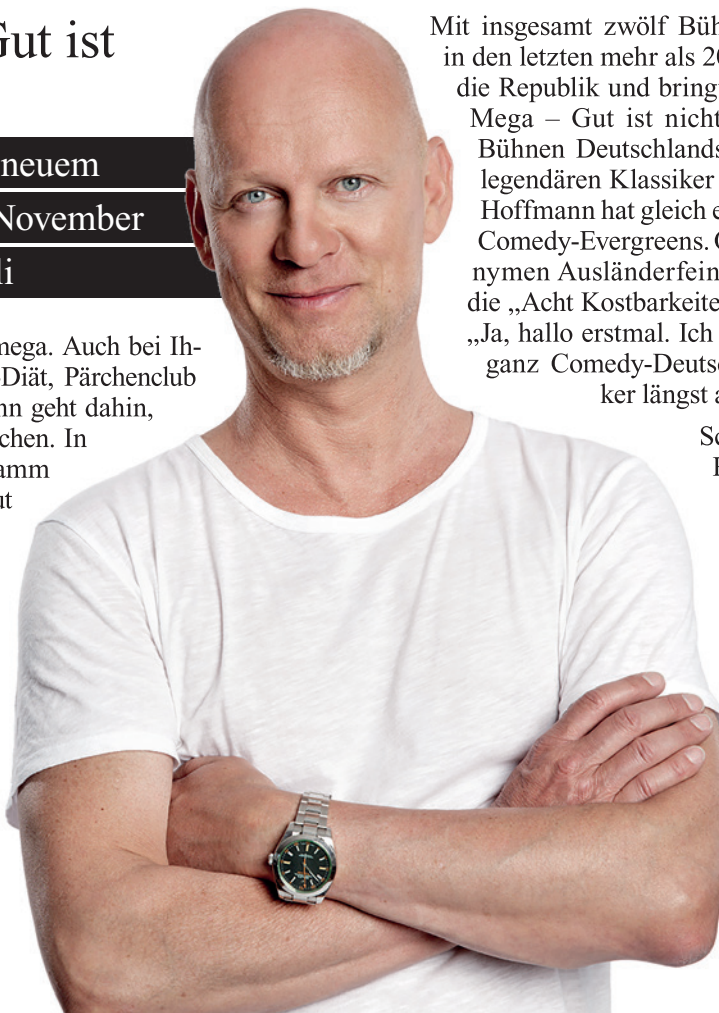 Gut ist
neuem
November
li
mega. Auch bei Ih-
-Diät, Pärchenclub
nn geht dahin,
chen. In
amm
ut
Mit insgesamt zwölf Büh
in den letzten mehr als 20
die Republik und bring
Mega – Gut ist nicht
Bühnen Deutschlands
legendären Klassiker
Hoffmann hat gleich e
Comedy-Evergreens. G
nymen Ausländerfein
die „Acht Kostbarkeite
„Ja, hallo erstmal. Ich
ganz Comedy-Deutsc
ker längst a
Sc